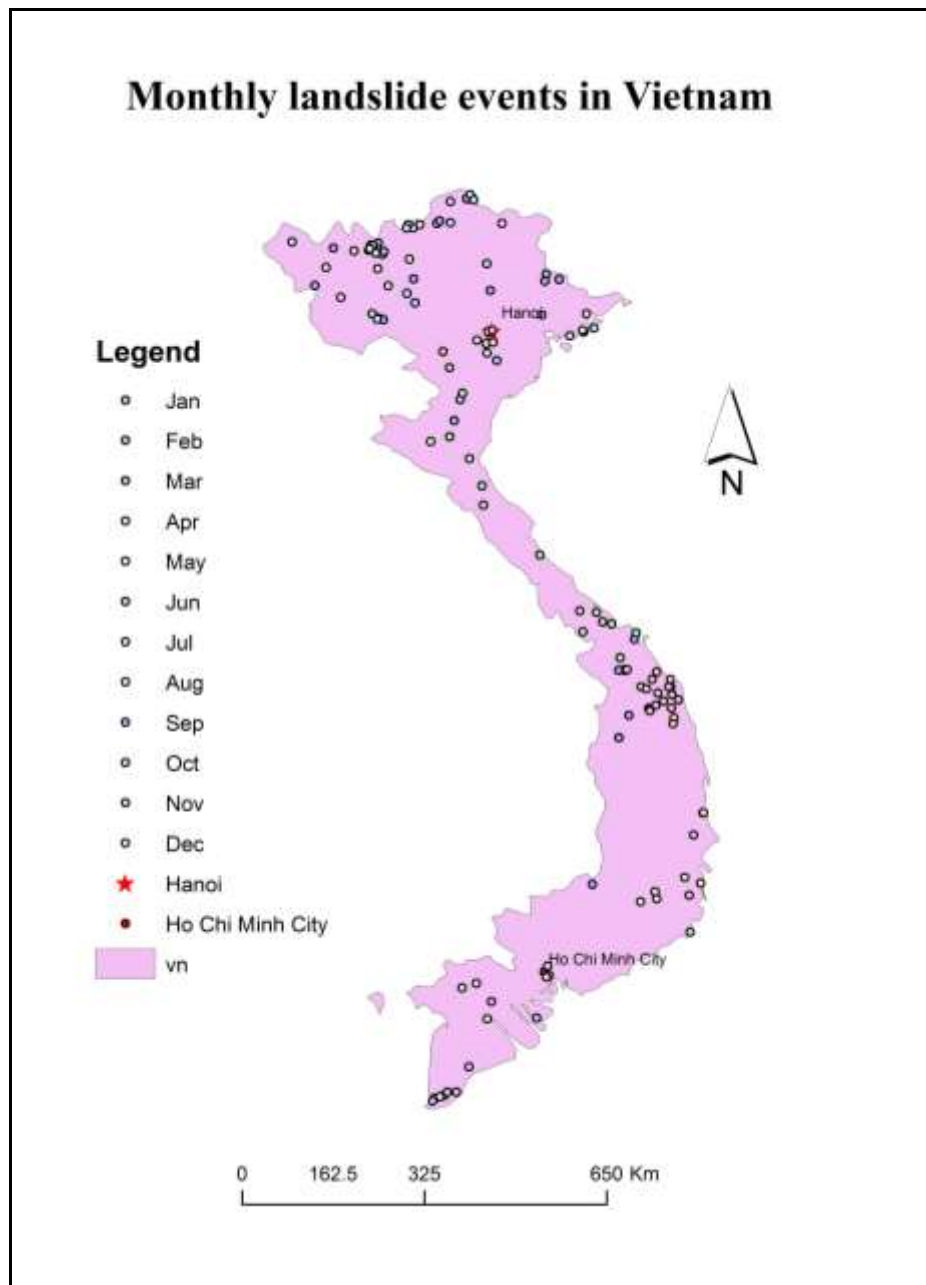 Monthly landslide events in Vietnam
Hanoi
Legend
Jan
Feb
Mar
Apr
May
Jun
Jul
Aug
Sep
Oct
Nov
Dec
Hanoi
Ho Chi Minh City
vn
N
Ho Chi Minh City
0 162.5 325 650 Km